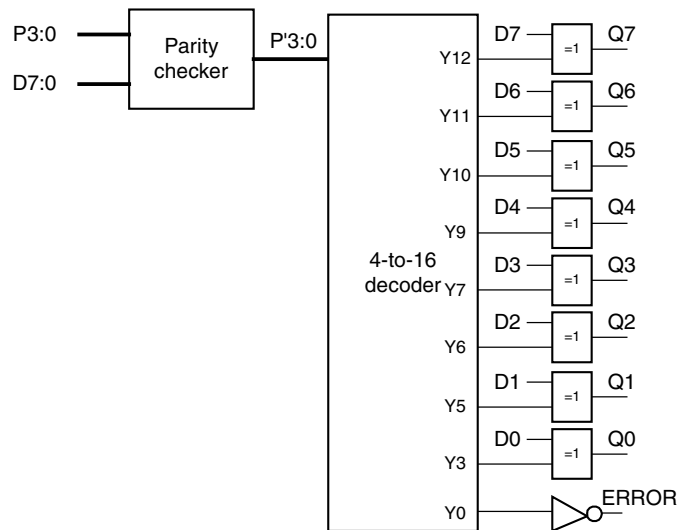 P3:0
D7:0
Parity
checker
P'3:0
4-to-16
decoder
D7
Y12
=1
Q7
D6
Y11
=1
Q6
D5
Y10
=1
Q5
D4
Y9
=1
Q4
D3
Y7
=1
Q3
D2
Y6
=1
Q2
D1
Y5
=1
Q1
D0
Y3
=1
Q0
Y0
ERROR